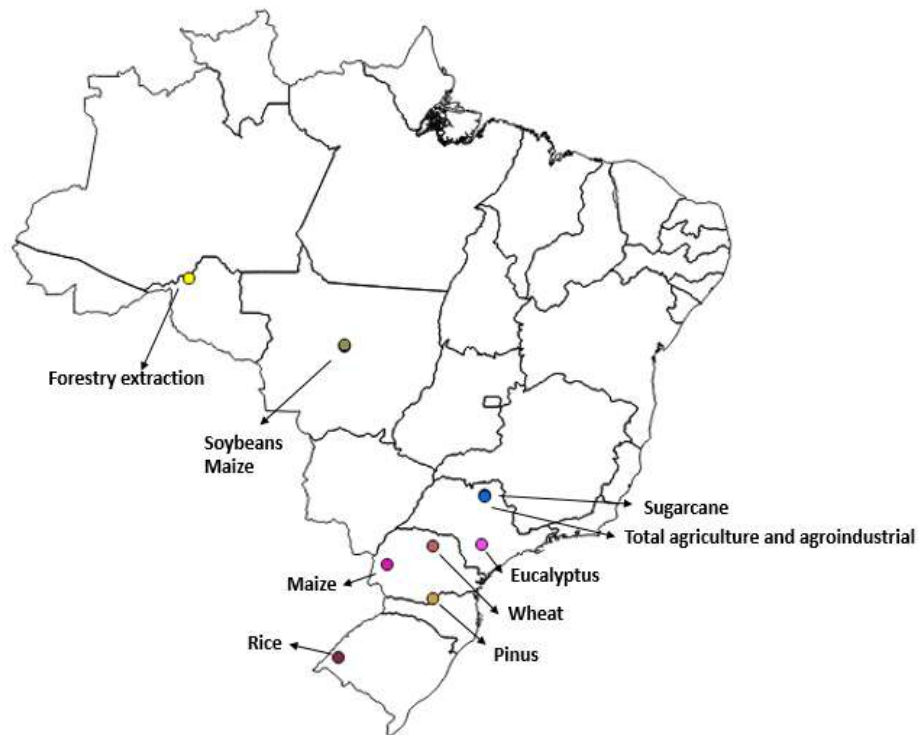 Forestry extraction
Soybeans
Maize
Sugarcane
Total agriculture and agroindustrial
Eucalyptus
Maize
Wheat
Rice
Pinus